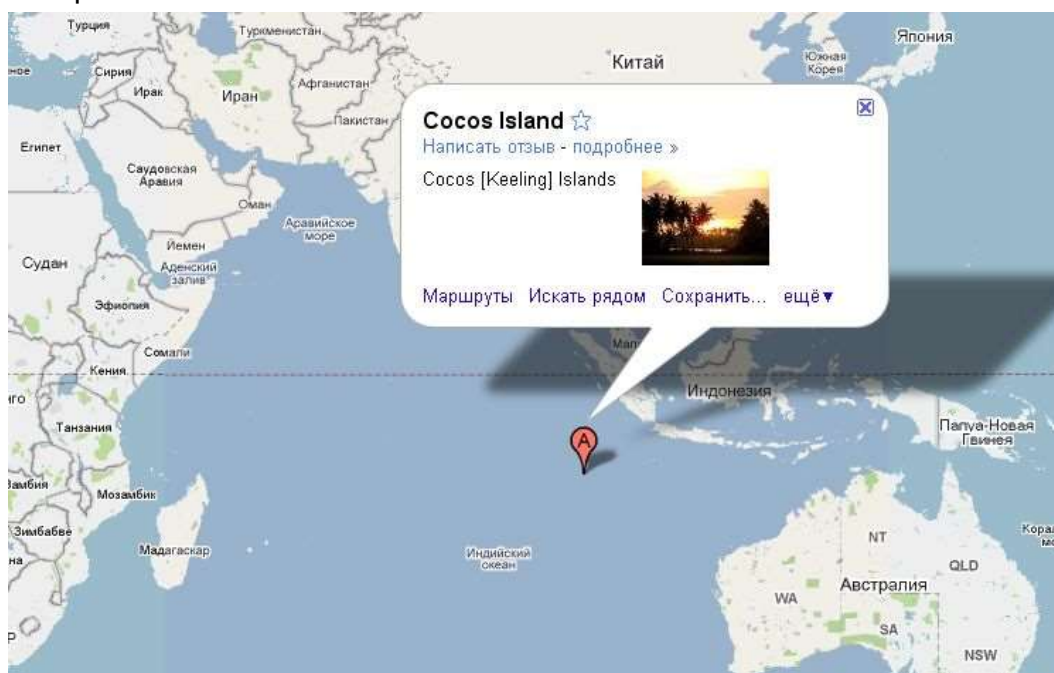 Турция
Туркменистан
Япония
Китай
Южная
Корея
Сирия
Ирак
Иран
Афганистан
Пакистан
Египет
Саудовская
Аравия
Оман
Аравийское
море
Йемен
Аденский
залив
Судан
Эфиопия
Сомали
Кения
Танзания
Мозамбик
Зимбабве
Мадагаскар
Cocos Island
Написать отзыв - подробнее »
Cocos [Keeling] Islands
Маршруты Искать рядом Сохранить... ещё▼
Индонезия
A
Папуа-Новая
Гвинея
Индийский
океан
Австралия
NT
QLD
WA
SA
NSW